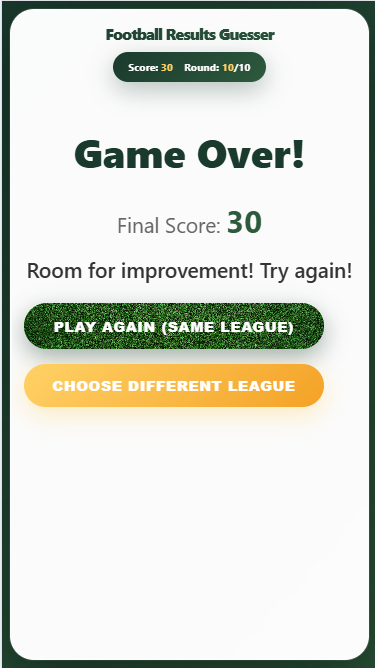 Football Results Guesser
Score: 30 Round: 10/10
Game Over!
Final Score: 30
Room for improvement! Try again!
PLAY AGAIN (SAME LEAGUE)
CHOOSE DIFFERENT LEAGUE